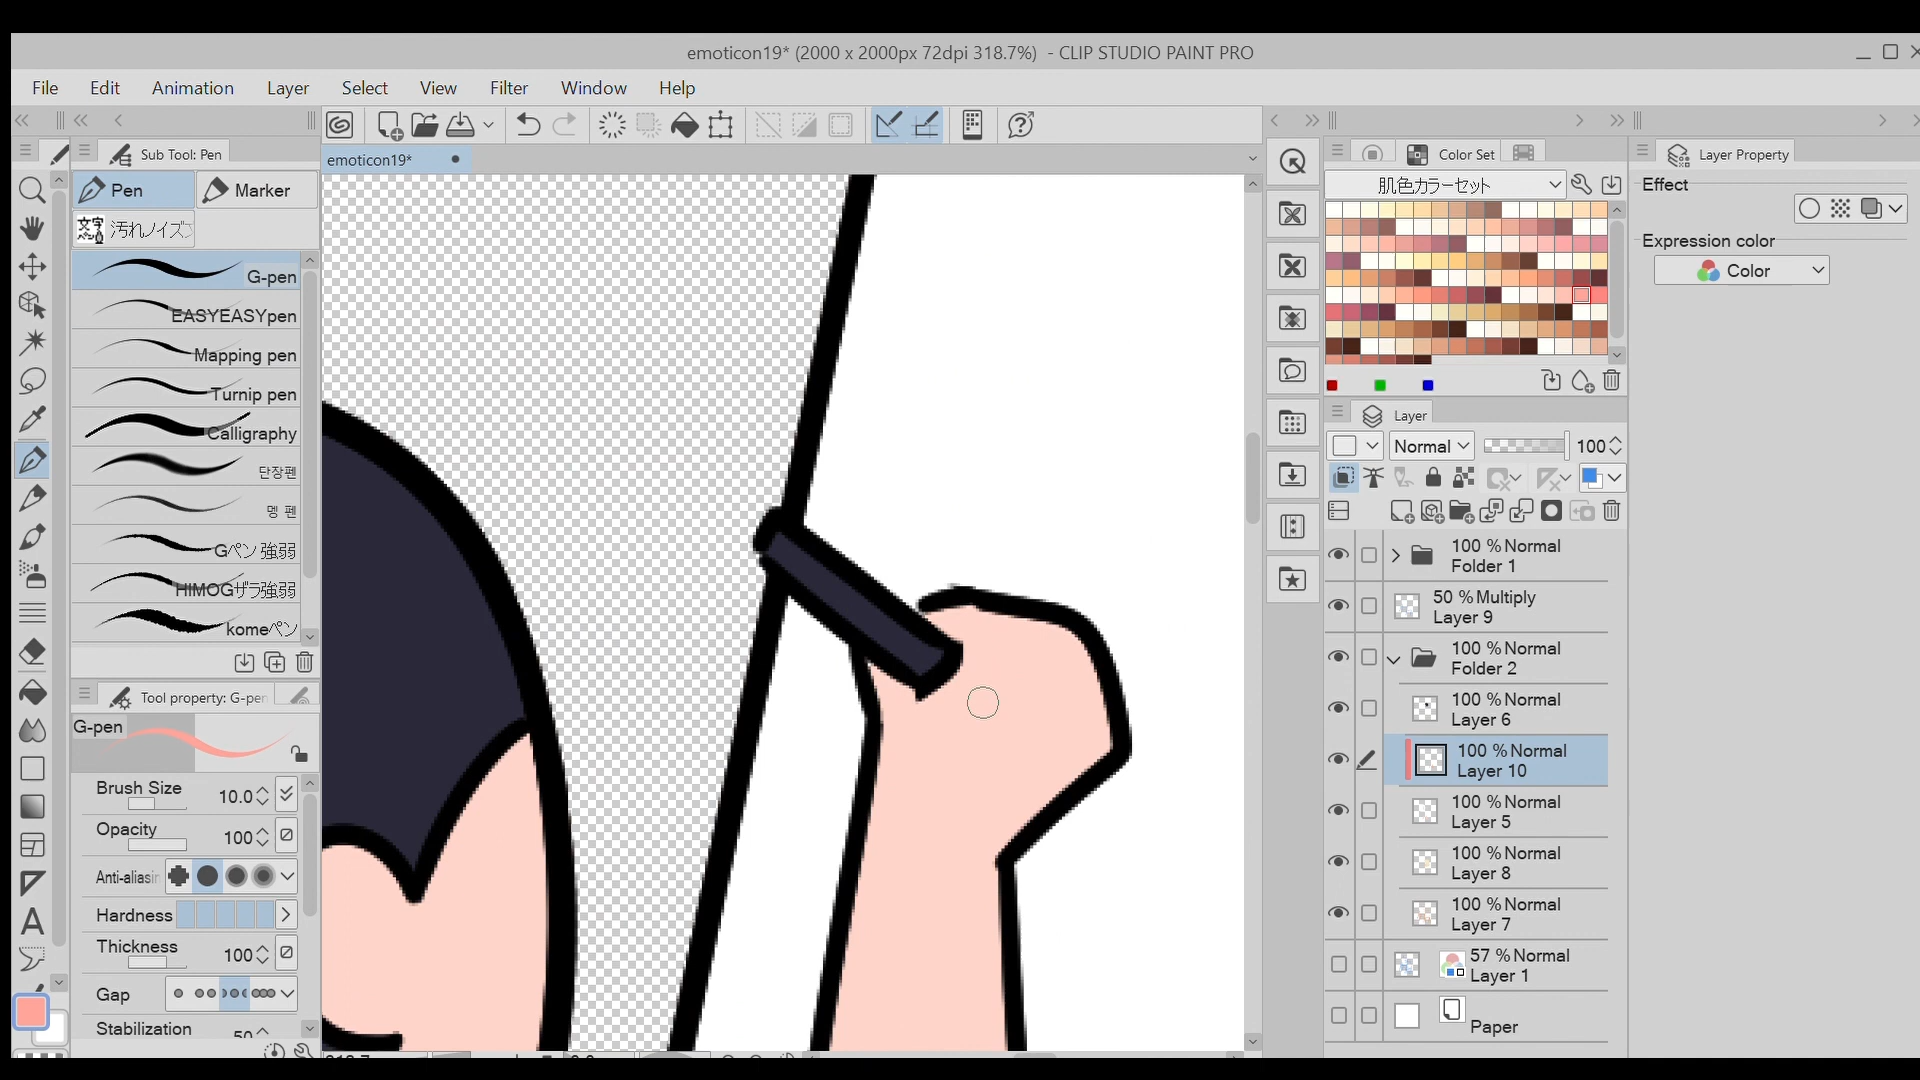 emoticon19* (2000 x 2000px 72dpi 318.7%) - CLIP STUDIO PAINT PRO
File Edit Animation Layer Select View Filter Window Help
Sub Tool: Pen
emoticon19*
Color Set
Layer Property
Pen
Marker
肌色カラーセット
Effect
文字
汚れノイズ
Expression color
Color
G-pen
EASYEASYpen
Mapping pen
Turnip pen
Calligraphy
단장펜
멩 펜
Gペン 強弱
HIMOGザラ強弱
komeペン
Layer
Normal
100
100 %Normal
Folder 1
50 %Multiply
Layer 9
100 %Normal
Folder 2
100 %Normal
Layer 6
100 %Normal
Layer 10
100 %Normal
Layer 5
100 %Normal
Layer 8
100 %Normal
Layer 7
57 %Normal
Layer 1
Paper
Tool property: G-pen
G-pen
Brush Size 10.0
Opacity 100
Anti-aliasin
Hardness
Thickness 100
Gap
Stabilization